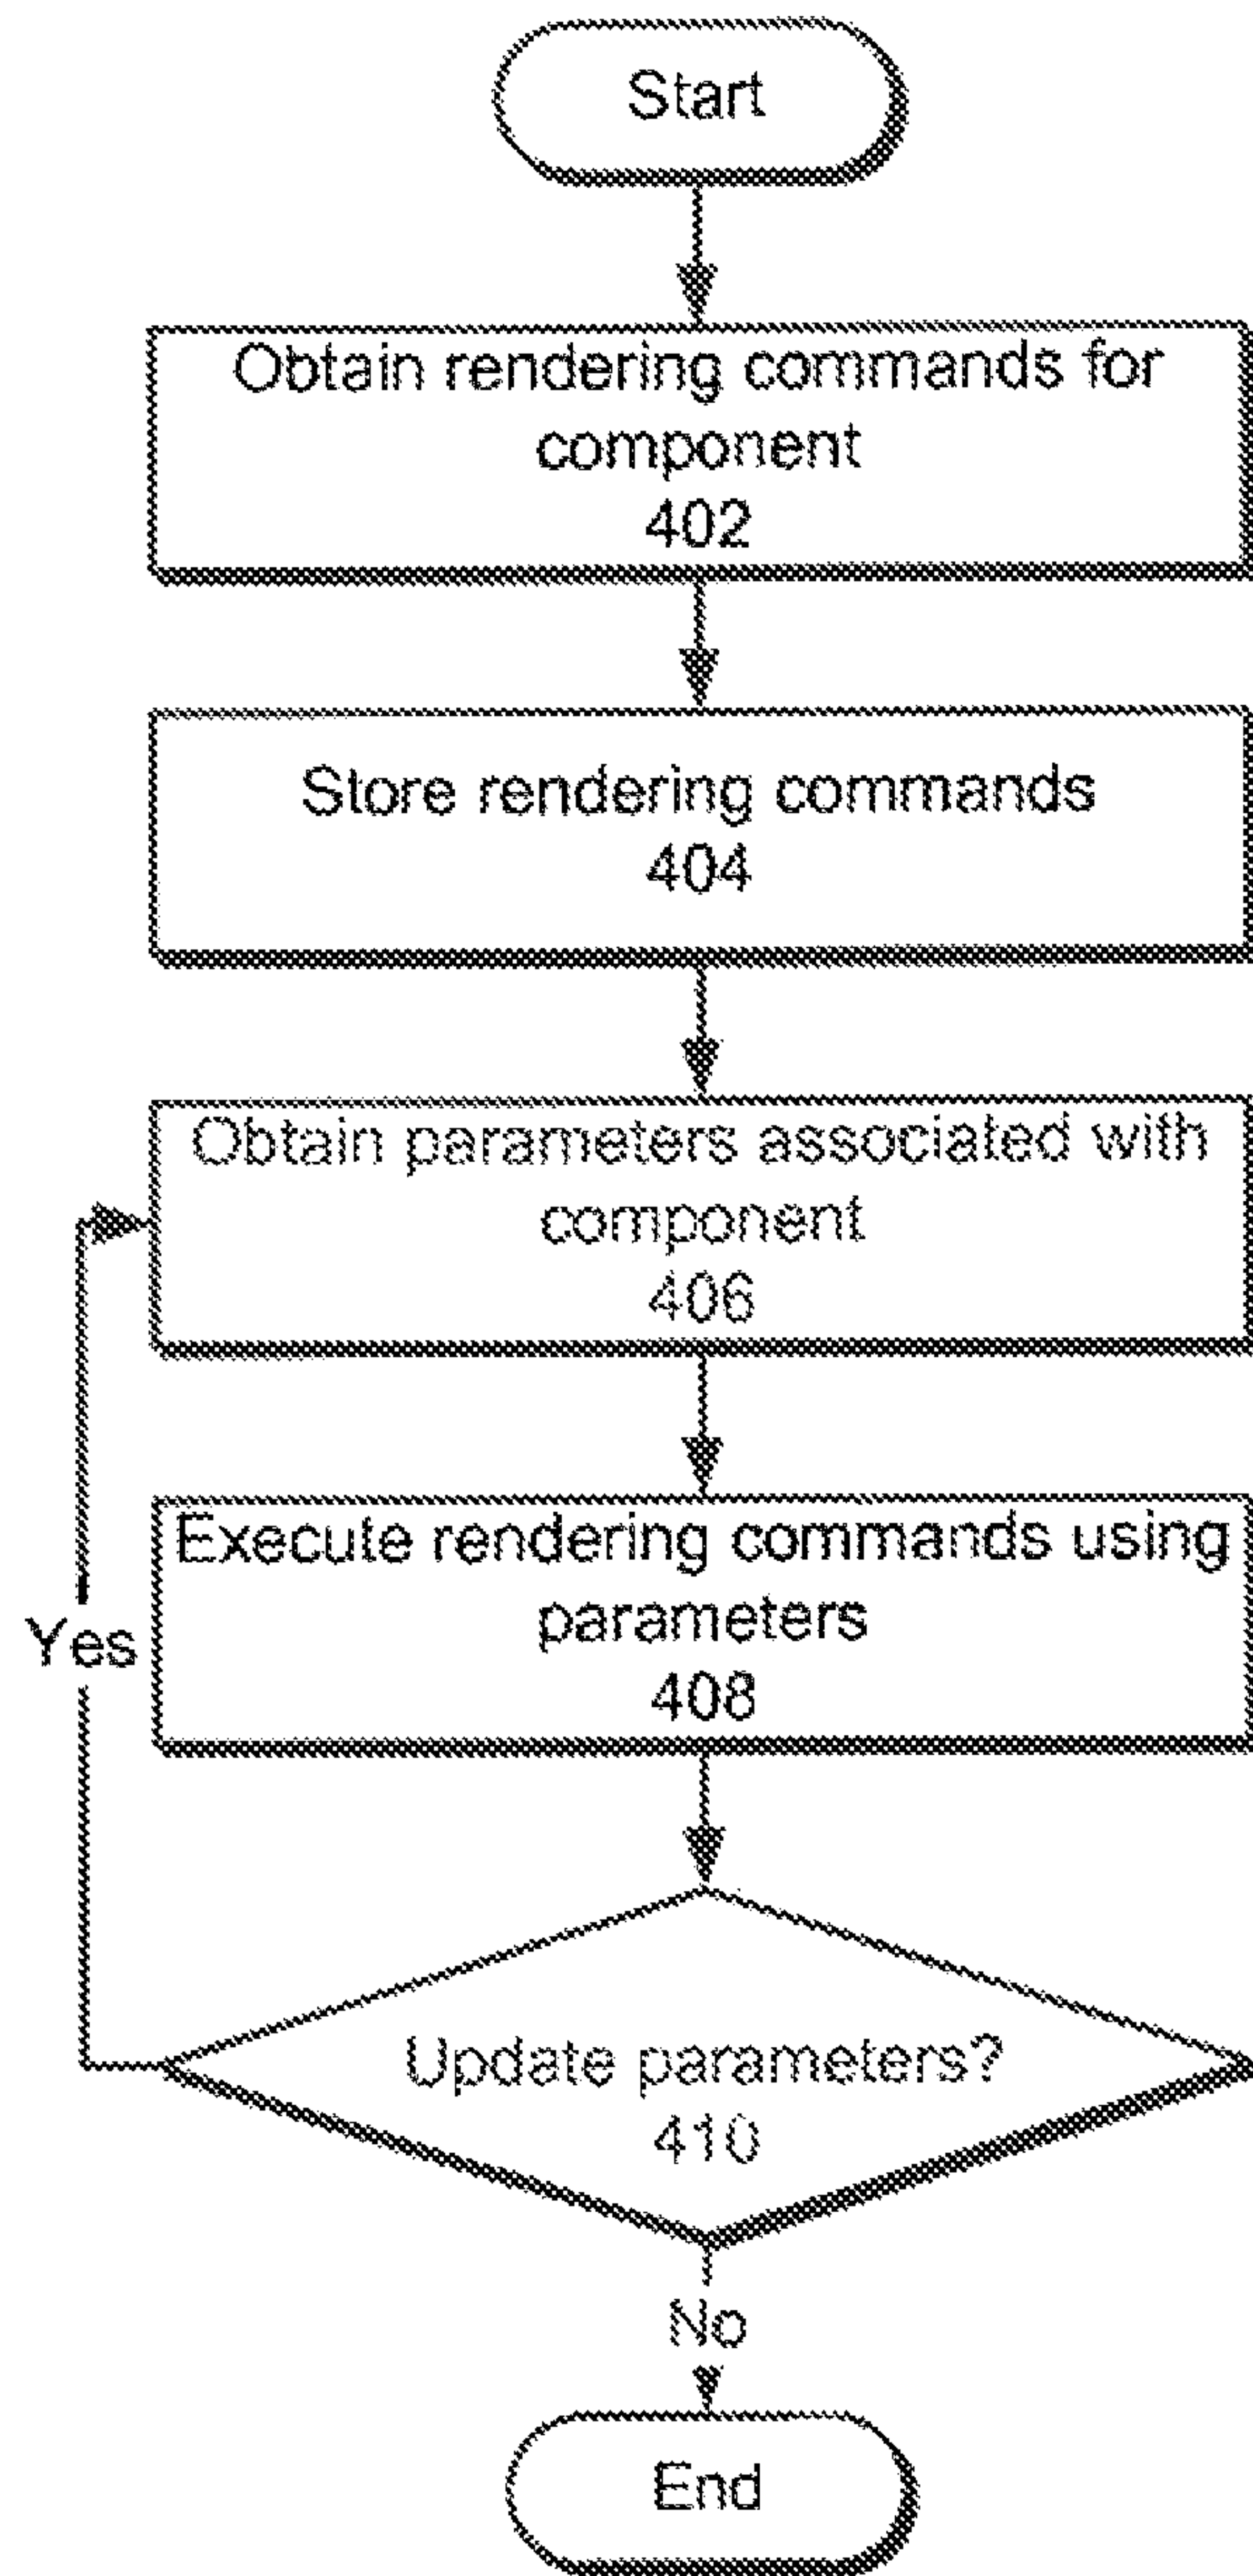 Start
Obtain rendering commands for
component
402
Store rendering commands
404
Obtain parameters associated with
component
406
Execute rendering commands using
parameters
408
Yes
Update parameters?
410
No
End